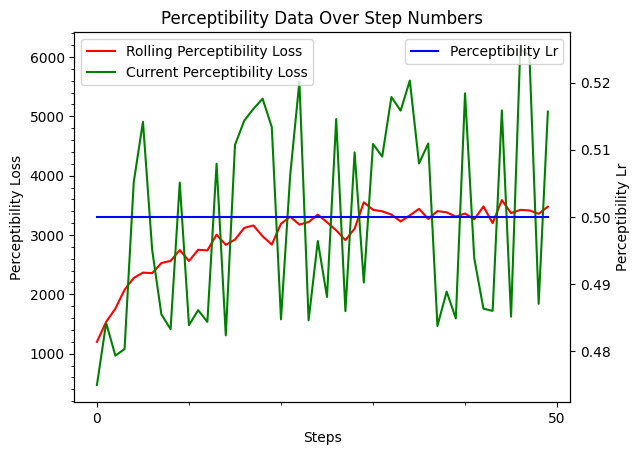 Perceptibility Data Over Step Numbers
Rolling Perceptibility Loss
Current Perceptibility Loss
Perceptibility Lr
6000
5000
4000
3000
2000
1000
Perceptibility Loss
0.52
0.51
0.50
0.49
0.48
Perceptibility Lr
0
50
Steps